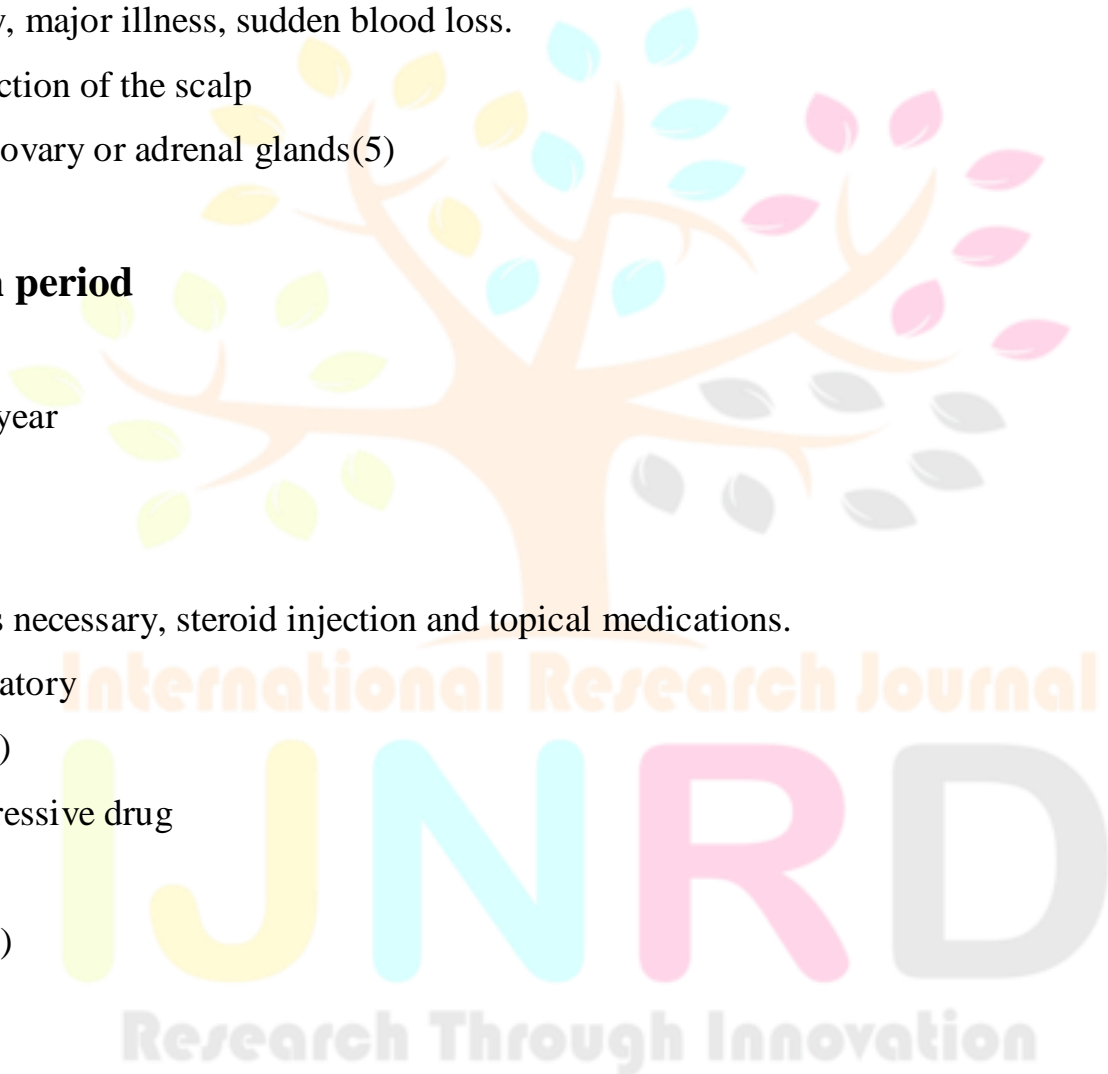 , major illness, sudden blood loss.
ction of the scalp
ovary or adrenal glands(5)
period
year
s necessary, steroid injection and topical medications.
atory
International Research Journal
)
ressive drug
IJNRD
)
Research Through Innovation